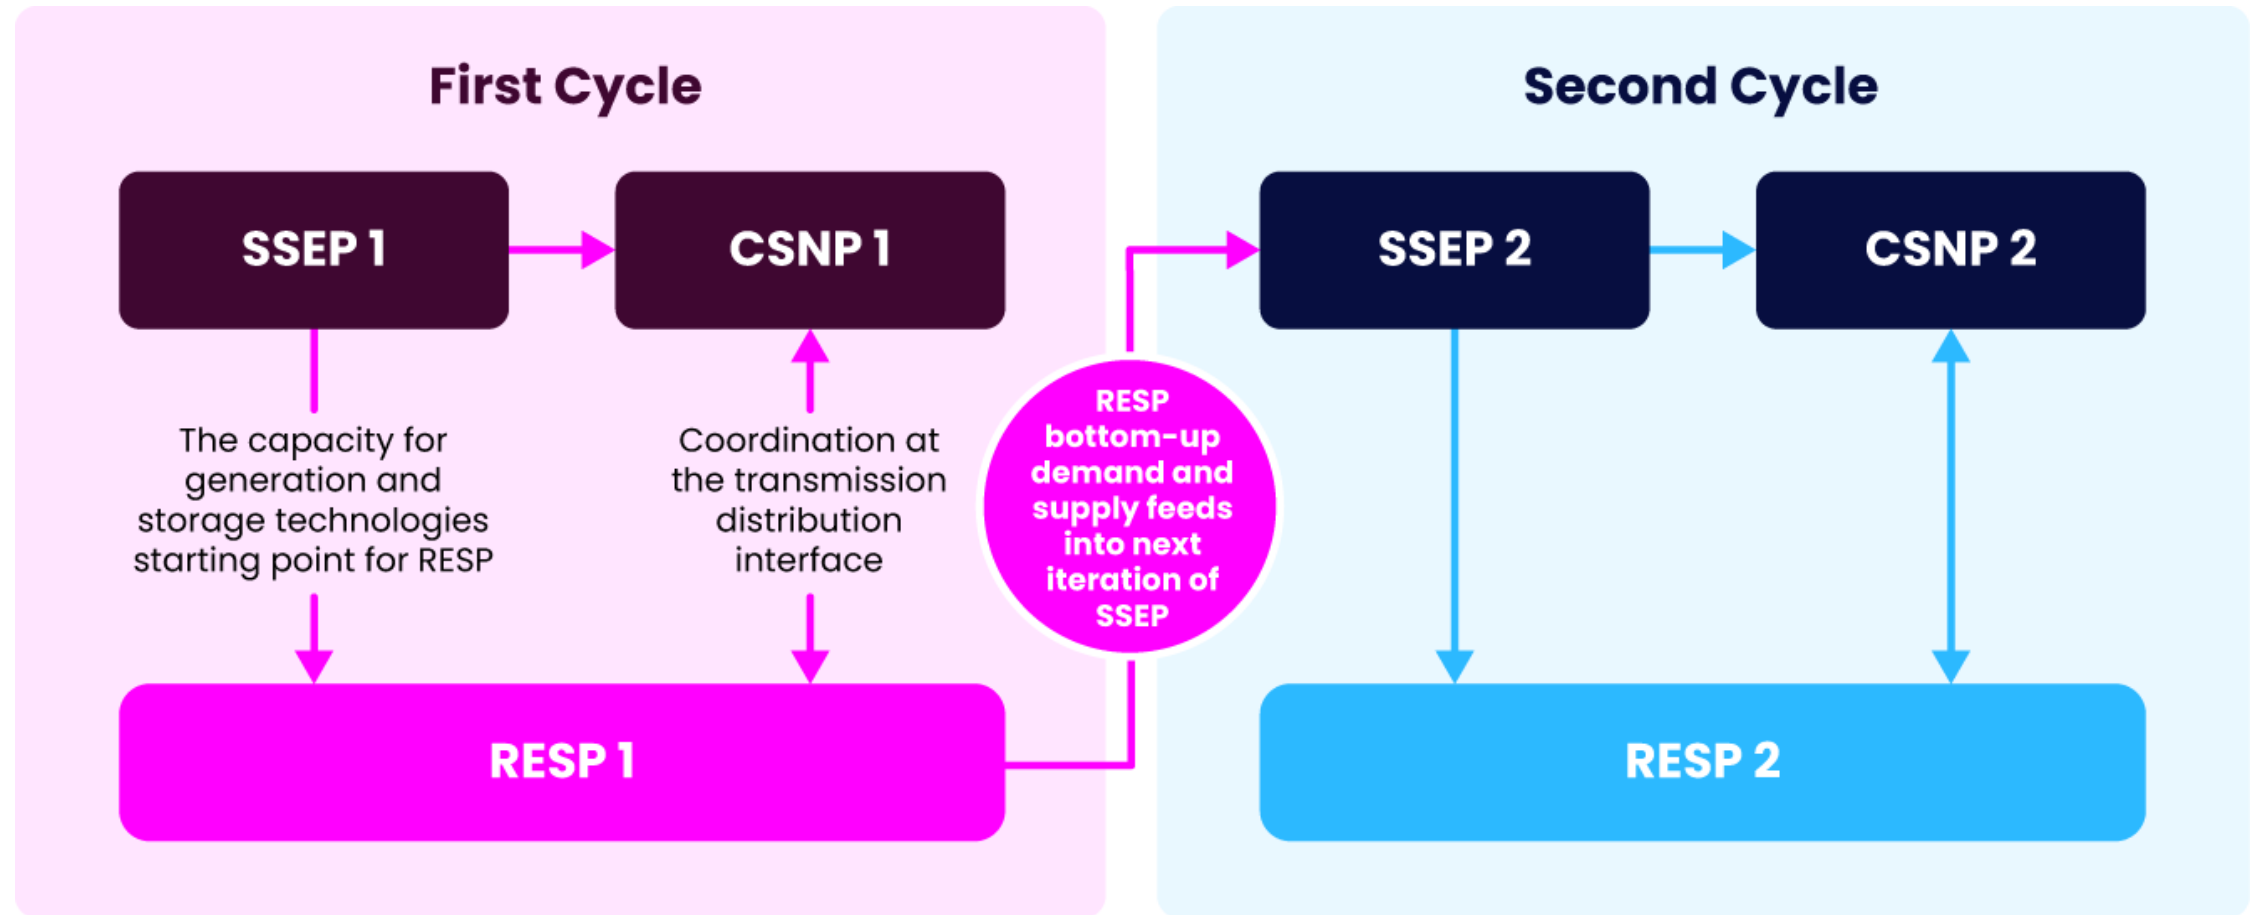 First Cycle
SSEP 1
CSNP 1
The capacity for
generation and
storage technologies
starting point for RESP
Coordination at
the transmission
distribution
interface
RESP 1
RESP
bottom-up
demand and
supply feeds
into next
iteration of
SSEP
Second Cycle
SSEP 2
CSNP 2
RESP 2